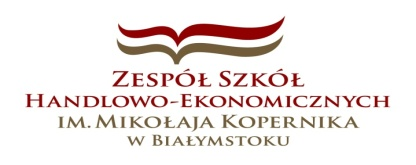 ZESPÓŁ SZKÓŁ
HANDLOWO-EKONOMICZNYCH
IM. MIKOŁAJA KOPERNIKA
W BIAŁYMSTOKU